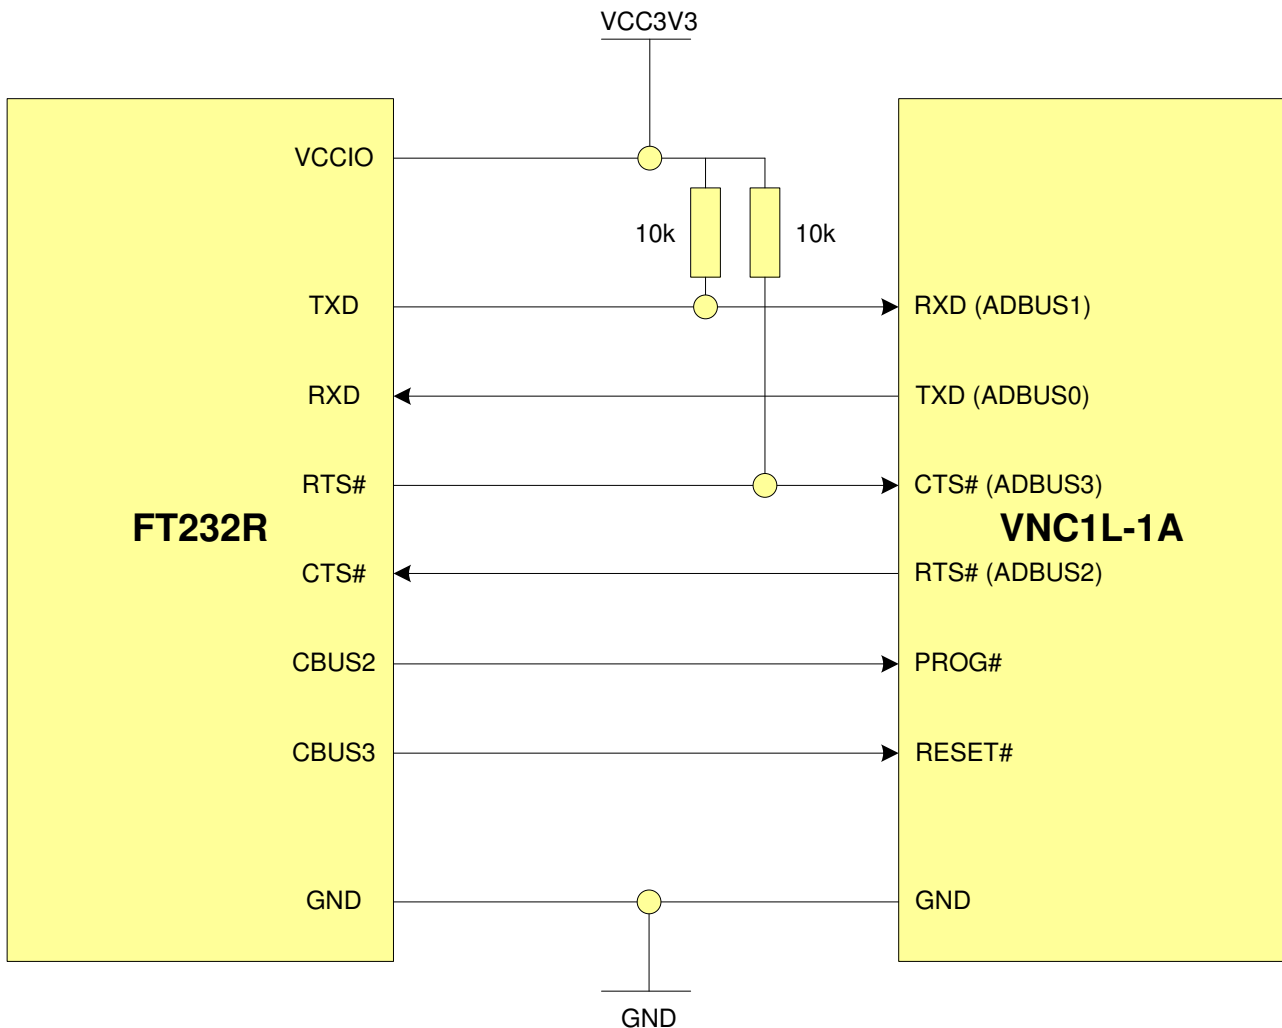 VCC3V3
VCCIO
10k 10k
TXD RXD (ADBUS1)
RXD TXD (ADBUS0)
RTS# CTS# (ADBUS3)
FT232R VNC1L-1A
CTS# RTS# (ADBUS2)
CBUS2 PROG#
CBUS3 RESET#
GND GND
GND